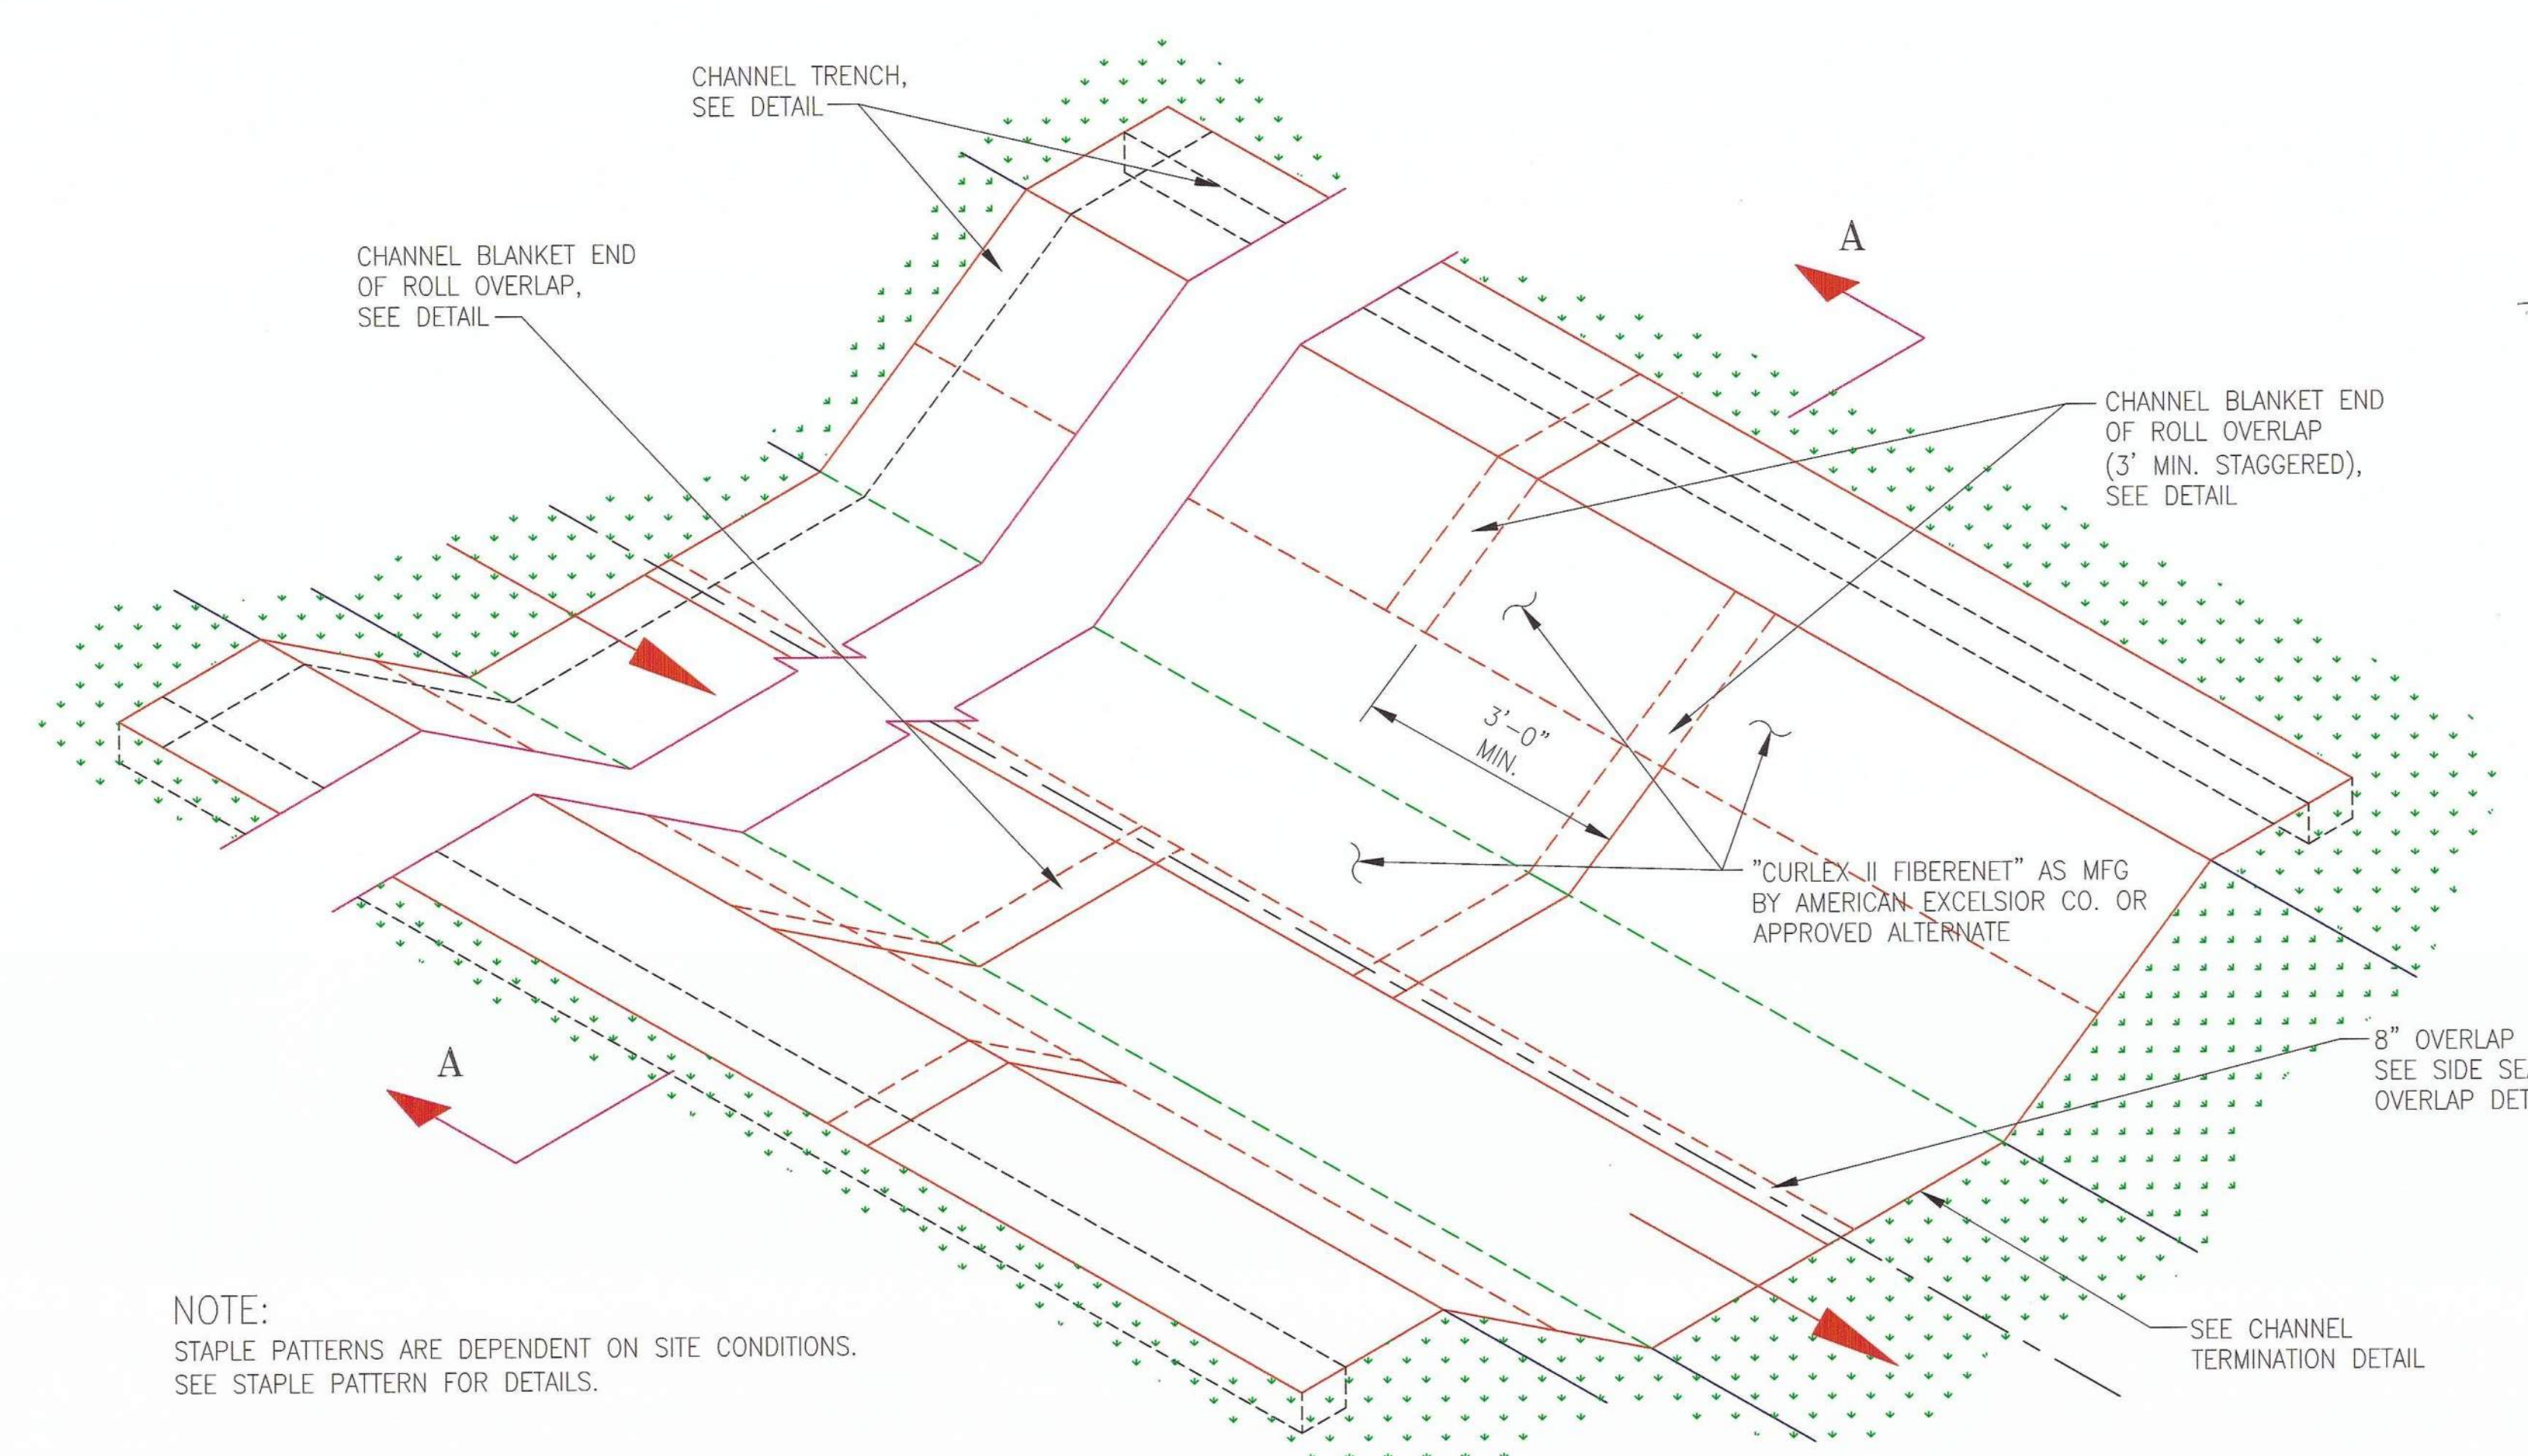 CHANNEL TRENCH,
SEE DETAIL
CHANNEL BLANKET END
OF ROLL OVERLAP,
SEE DETAIL
A
CHANNEL BLANKET END
OF ROLL OVERLAP
(3' MIN. STAGGERED),
SEE DETAIL
3'-0"
MIN.
"CURLEX II FIBERENET" AS MFG
BY AMERICAN EXCELSIOR CO. OR
APPROVED ALTERNATE
A
8" OVERLAP
SEE SIDE
OVERLAP
SEE CHANNEL
TERMINATION DETAIL
NOTE:
STAPLE PATTERNS ARE DEPENDENT ON SITE CONDITIONS.
SEE STAPLE PATTERN FOR DETAILS.